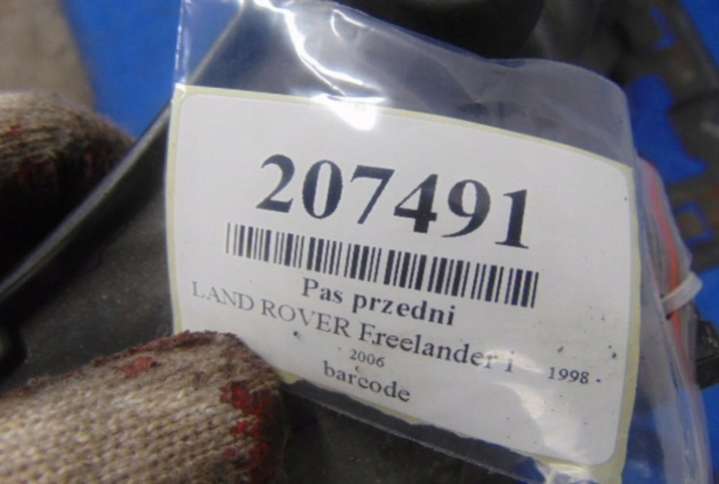 207491
Pas przedni
LAND ROVER Freelander i 1998 -
- 2006
barcode